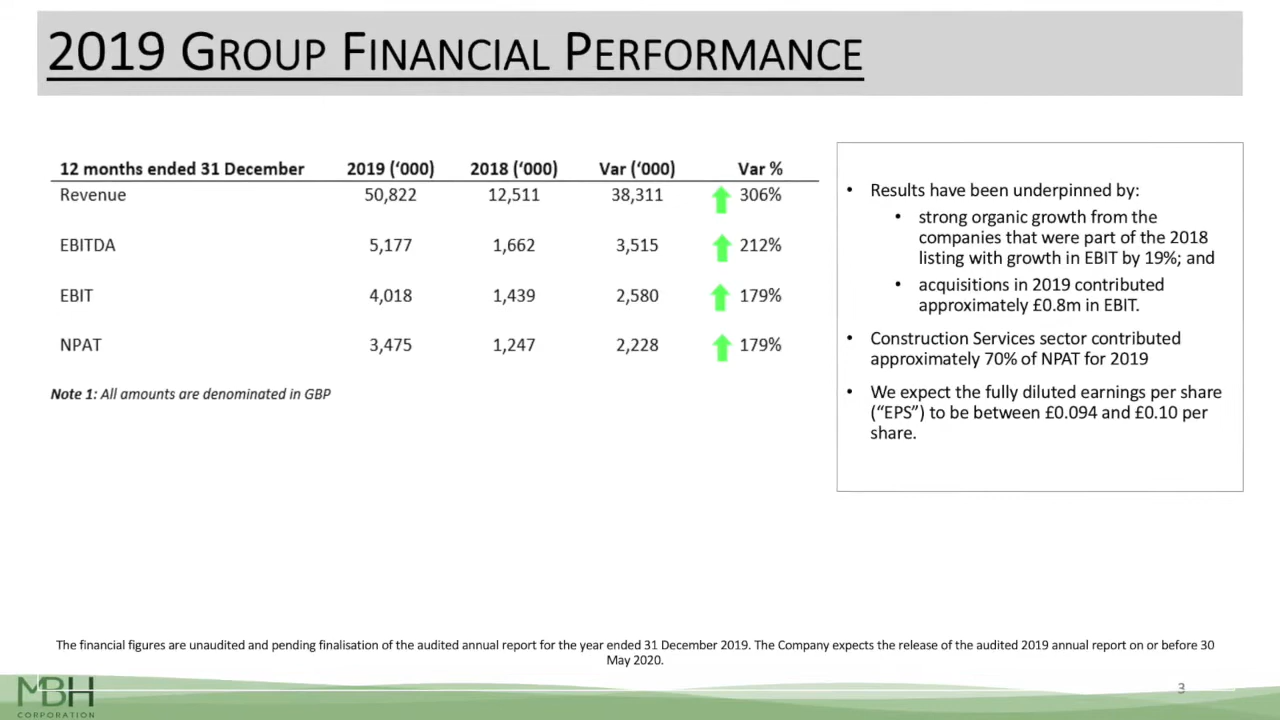 2019 GROUP FINANCIAL PERFORMANCE
12 months ended 31 December 2019 (‘000) 2018 (‘000) Var (‘000) Var %
Revenue 50,822 12,511 38,311 306%
EBITDA 5,177 1,662 3,515 212%
EBIT 4,018 1,439 2,580 179%
NPAT 3,475 1,247 2,228 179%
Note 1: All amounts are denominated in GBP
• Results have been underpinned by:
• strong organic growth from the
companies that were part of the 2018
listing with growth in EBIT by 19%; and
• acquisitions in 2019 contributed
approximately £0.8m in EBIT.
• Construction Services sector contributed
approximately 70% of NPAT for 2019
• We expect the fully diluted earnings per share
(“EPS”) to be between £0.094 and £0.10 per
share.
The financial figures are unaudited and pending finalisation of the audited annual report for the year ended 31 December 2019. The Company expects the release of the audited 2019 annual report on or before 30
May 2020.
MBH
CORPORATION
3